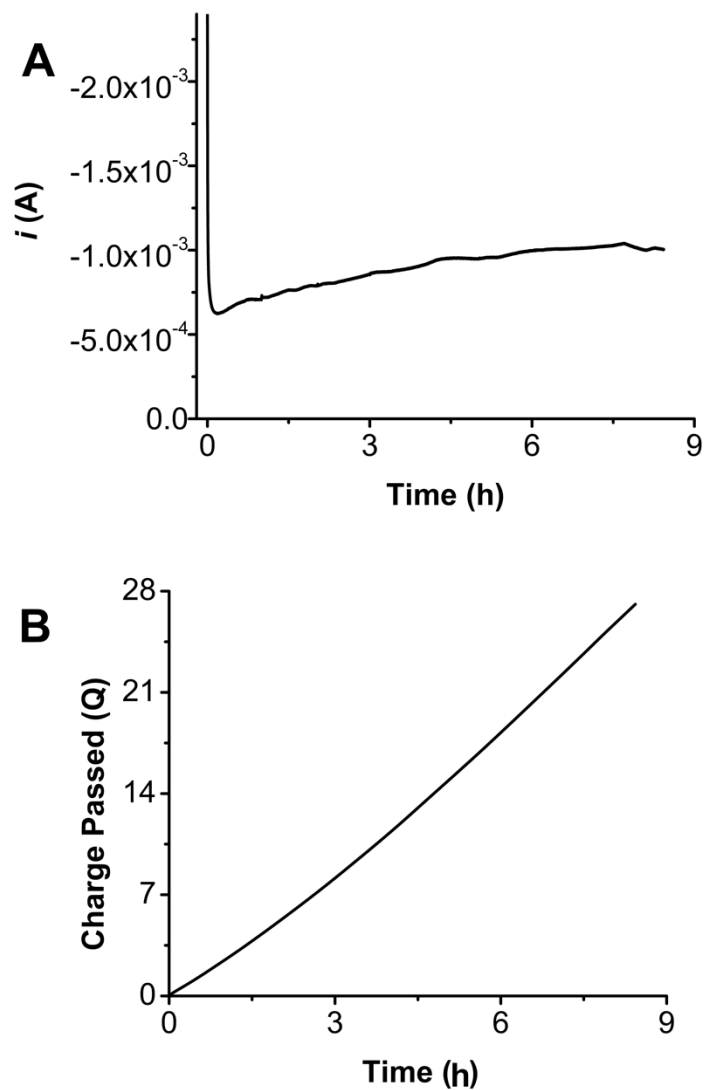 A
-2.0x10⁻³
-1.5x10⁻³
-1.0x10⁻³
-5.0x10⁻⁴
0.0
i (A)
0 3 6 9
Time (h)
B
28
21
14
7
0
Charge Passed (Q)
0 3 6 9
Time (h)